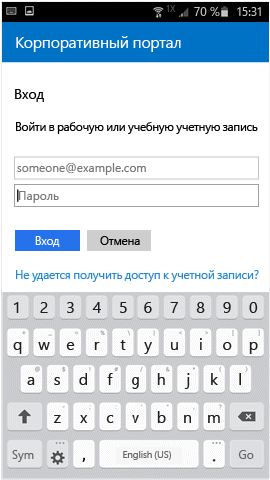 1X 70 % 15:31
Корпоративный портал
Вход
Войти в рабочую или учебную учетную запись
someone@example.com
Пароль
Вход Отмена
Не удается получить доступ к учетной записи?
1 2 3 4 5 6 7 8 9 0
q w e r t y u i o p
a s d f g h j k l
z x c v b n m
Sym , English (US) . Go